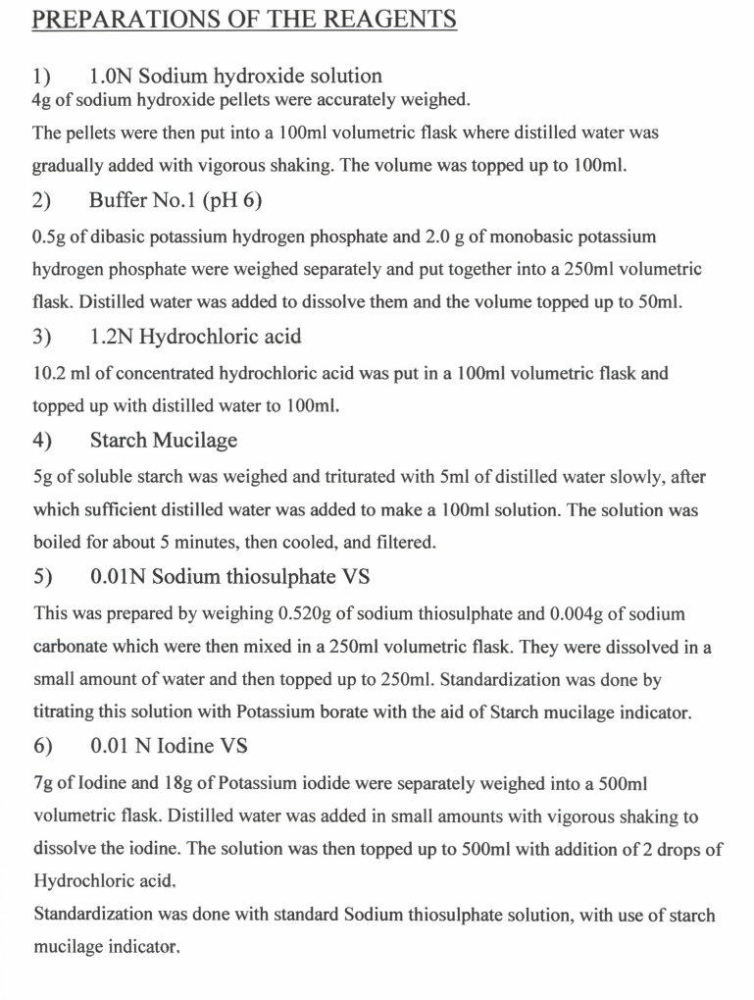 PREPARATIONS OF THE REAGENTS
1) 1.0N Sodium hydroxide solution
4g of sodium hydroxide pellets were accurately weighed.
The pellets were then put into a 100ml volumetric flask where distilled water was
gradually added with vigorous shaking. The volume was topped up to 100ml.
2) Buffer No.1 (pH 6)
0.5g of dibasic potassium hydrogen phosphate and 2.0 g of monobasic potassium
hydrogen phosphate were weighed separately and put together into a 250ml volumetric
flask. Distilled water was added to dissolve them and the volume topped up to 50ml.
3) 1.2N Hydrochloric acid
10.2 ml of concentrated hydrochloric acid was put in a 100ml volumetric flask and
topped up with distilled water to 100ml.
4) Starch Mucilage
5g of soluble starch was weighed and triturated with 5ml of distilled water slowly, after
which sufficient distilled water was added to make a 100ml solution. The solution was
boiled for about 5 minutes, then cooled, and filtered.
5) 0.01N Sodium thiosulphate VS
This was prepared by weighing 0.520g of sodium thiosulphate and 0.004g of sodium
carbonate which were then mixed in a 250ml volumetric flask. They were dissolved in a
small amount of water and then topped up to 250ml. Standardization was done by
titrating this solution with Potassium borate with the aid of Starch mucilage indicator.
6) 0.01 N Iodine VS
7g of Iodine and 18g of Potassium iodide were separately weighed into a 500ml
volumetric flask. Distilled water was added in small amounts with vigorous shaking to
dissolve the iodine. The solution was then topped up to 500ml with addition of 2 drops of
Hydrochloric acid.
Standardization was done with standard Sodium thiosulphate solution, with use of starch
mucilage indicator.